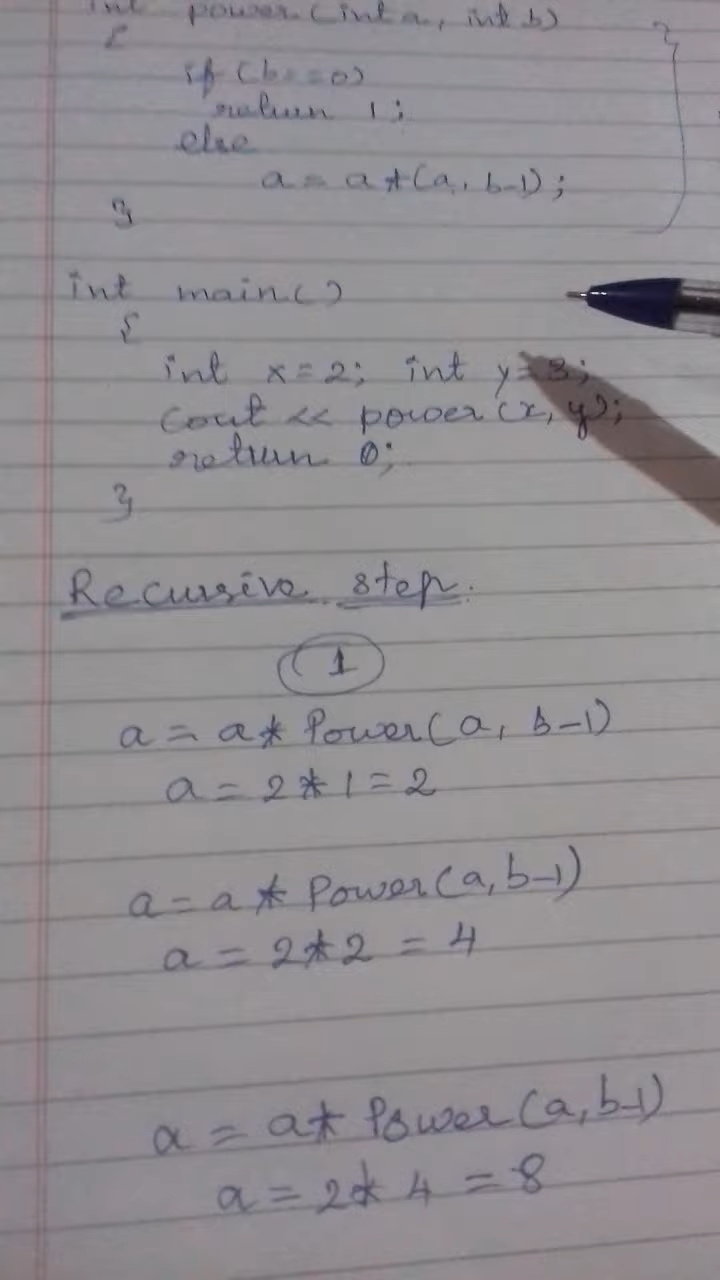 int power(int a, int b)
{
if (b==0)
return 1;
else
a = a*(a, b-1);
}
int main()
{
int x=2; int y=3;
cout << power(x, y);
return 0;
}
Recursive step.
1
a = a* Power(a, b-1)
a = 2*1=2
a = a* Power(a, b-1)
a = 2*2 = 4
a = a* Power(a, b-1)
a = 2* 4 = 8